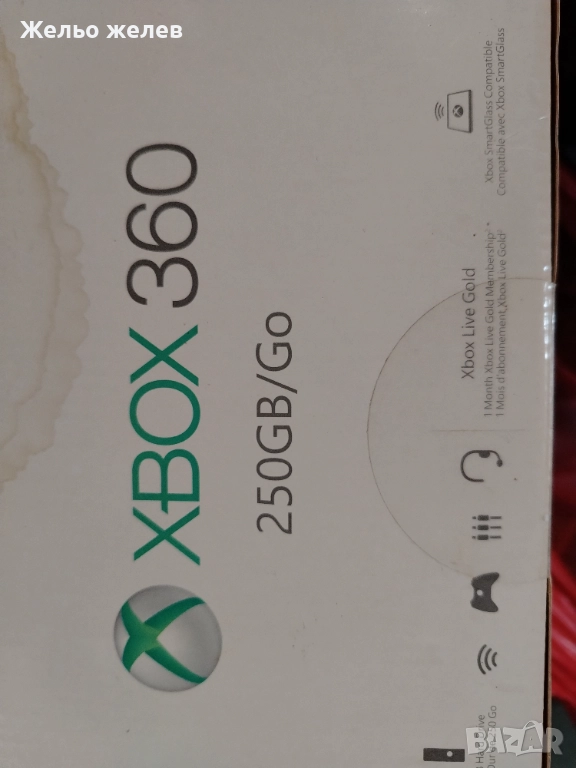 Жельо желев
XBOX 360
250GB/Go
Xbox SmartGlass Compatible
Compatible avec Xbox SmartGlass
Xbox Live Gold
1 Month Xbox Live Gold Membership**
1 Mois d'abonnement Xbox Live Gold*
BAZAR